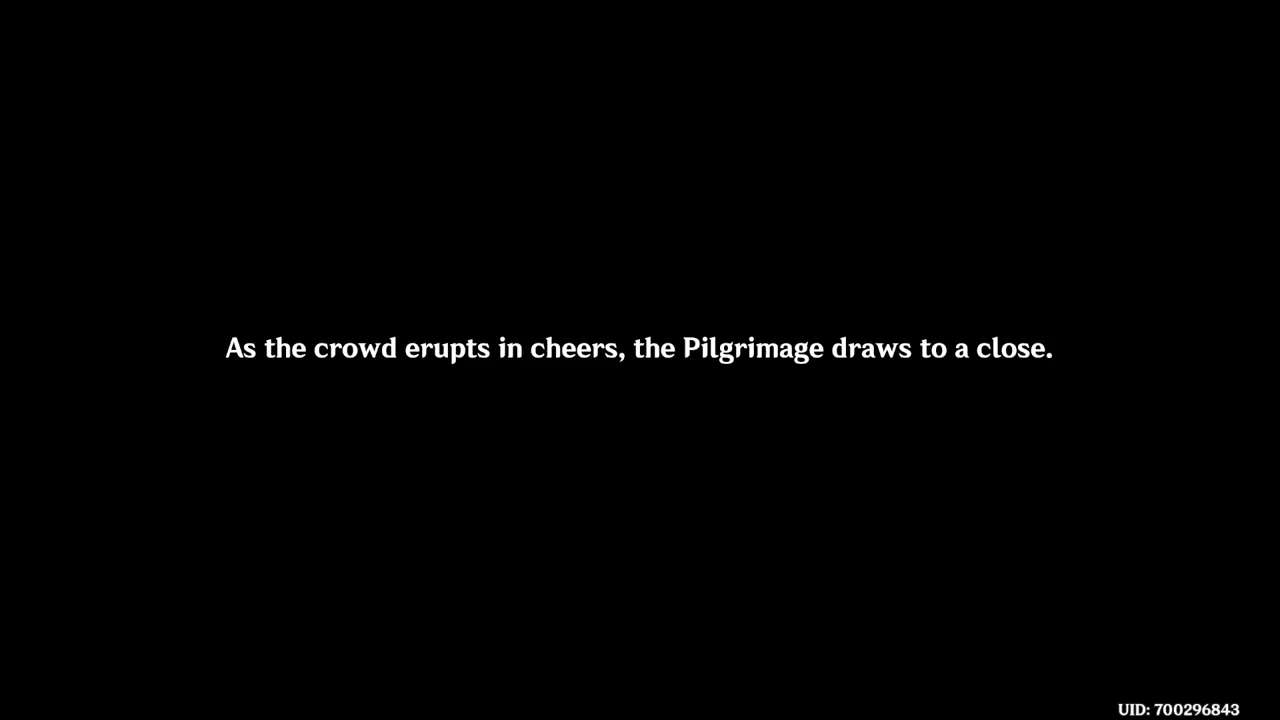 As the crowd erupts in cheers, the Pilgrimage draws to a close.
UID: 700296843